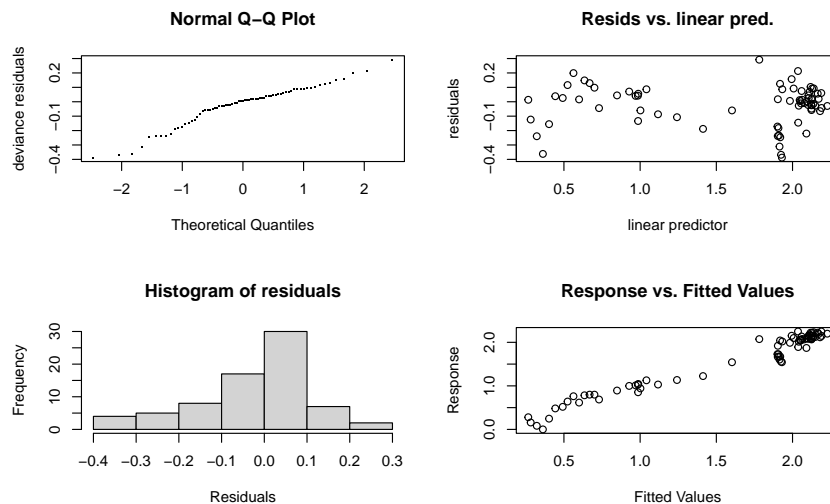 Normal Q−Q Plot
deviance residuals
−0.4 −0.1 0.2
−2 −1 0 1 2
Theoretical Quantiles
Resids vs. linear pred.
residuals
−0.4 −0.1 0.2
0.5 1.0 1.5 2.0
linear predictor
Histogram of residuals
Frequency
0 10 30
−0.4 −0.3 −0.2 −0.1 0.0 0.1 0.2 0.3
Residuals
Response vs. Fitted Values
Response
0.0 1.0 2.0
0.5 1.0 1.5 2.0
Fitted Values